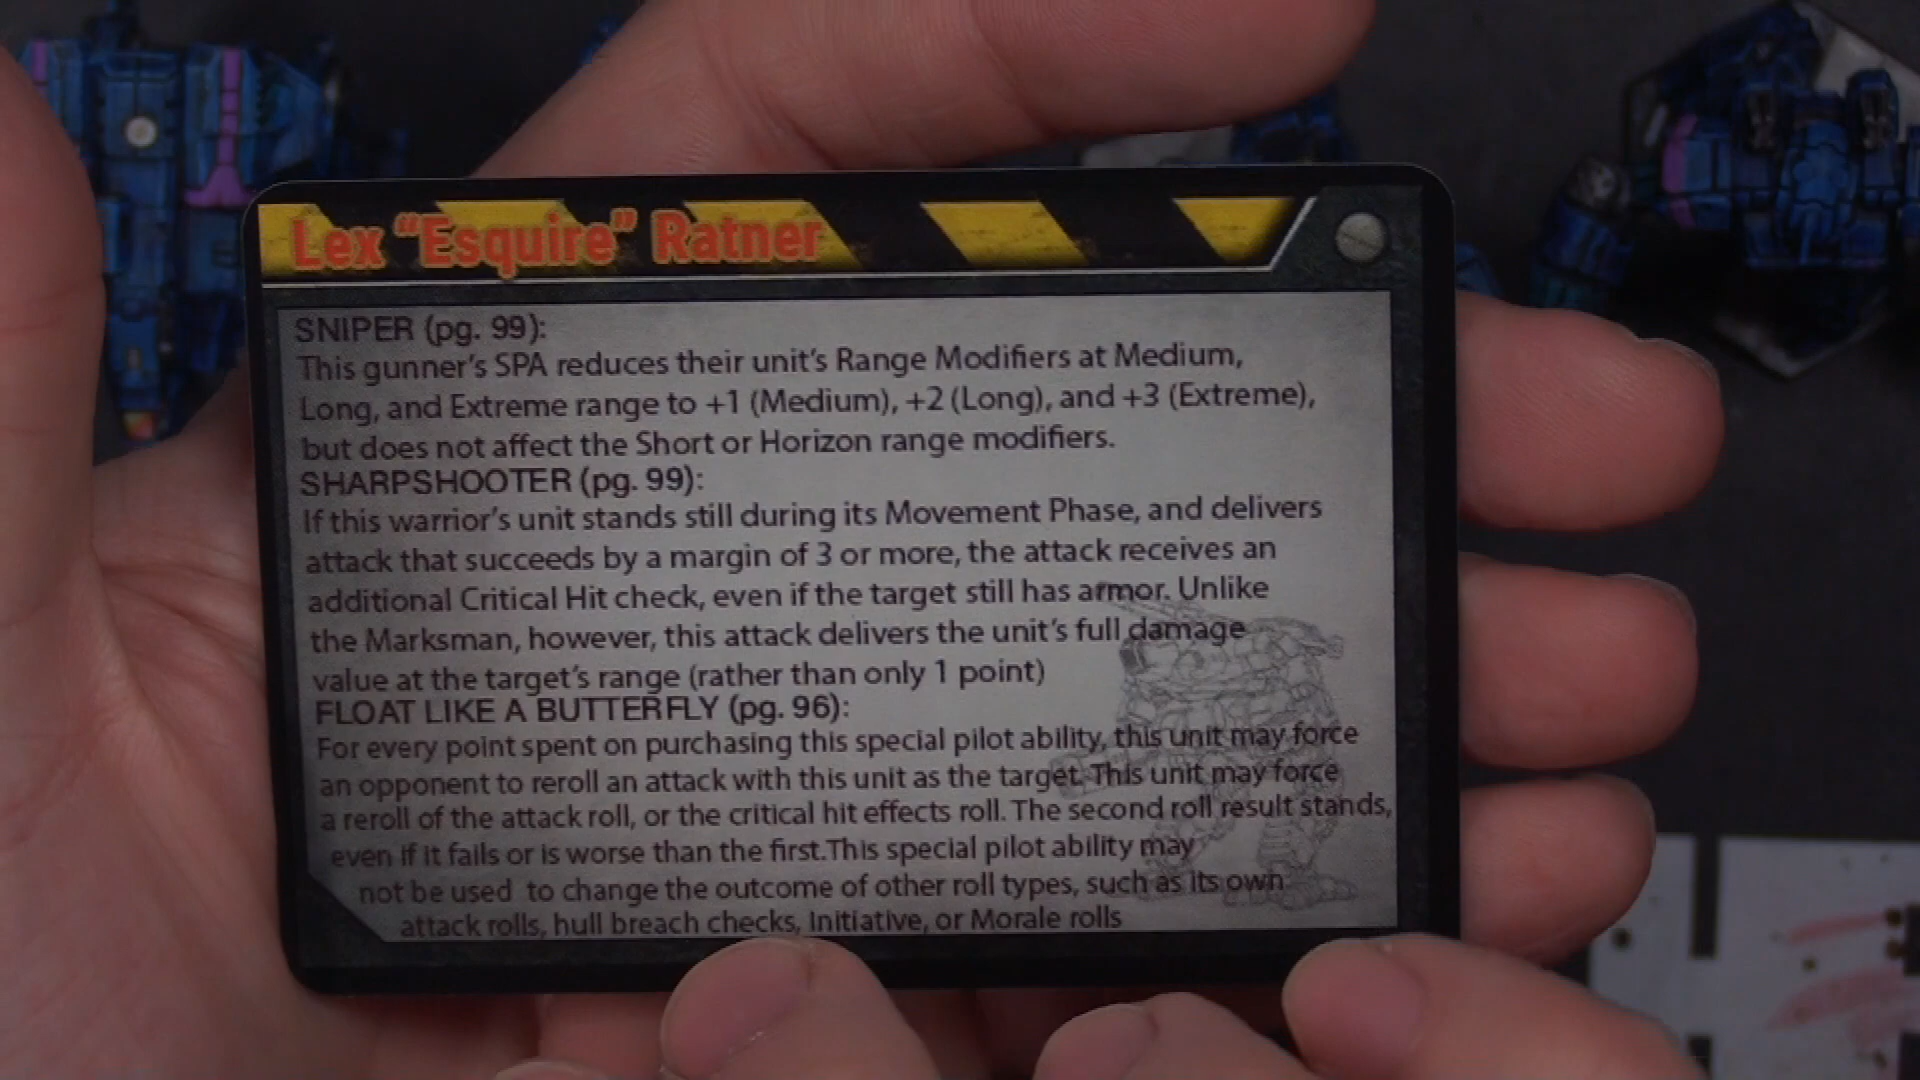 Lex “Esquire” Ratner
SNIPER (pg. 99):
This gunner's SPA reduces their unit's Range Modifiers at Medium,
Long, and Extreme range to +1 (Medium), +2 (Long), and +3 (Extreme),
but does not affect the Short or Horizon range modifiers.
SHARPSHOOTER (pg. 99):
If this warrior's unit stands still during its Movement Phase, and delivers
attack that succeeds by a margin of 3 or more, the attack receives an
additional Critical Hit check, even if the target still has armor. Unlike
the Marksman, however, this attack delivers the unit's full damage
value at the target's range (rather than only 1 point)
FLOAT LIKE A BUTTERFLY (pg. 96):
For every point spent on purchasing this special pilot ability, this unit may force
an opponent to reroll an attack with this unit as the target. This unit may force
a reroll of the attack roll, or the critical hit effects roll. The second roll result stands,
even if it fails or is worse than the first.This special pilot ability may
not be used to change the outcome of other roll types, such as its own
attack rolls, hull breach checks, Initiative, or Morale rolls